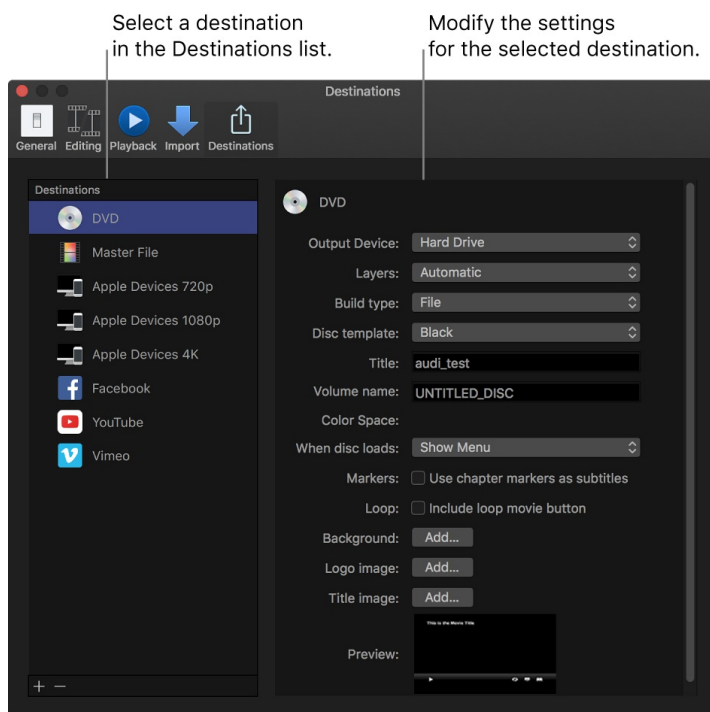 Select a destination
in the Destinations list.
Modify the settings
for the selected destination.
Destinations
General Editing Playback Import Destinations
Destinations
DVD
Master File
Apple Devices 720p
Apple Devices 1080p
Apple Devices 4K
Facebook
YouTube
Vimeo
DVD
Output Device: Hard Drive
Layers: Automatic
Build type: File
Disc template: Black
Title: audi_test
Volume name: UNTITLED_DISC
Color Space:
When disc loads: Show Menu
Markers: Use chapter markers as subtitles
Loop: Include loop movie button
Background: Add...
Logo image: Add...
Title image: Add...
Preview:
This is the Movie Title